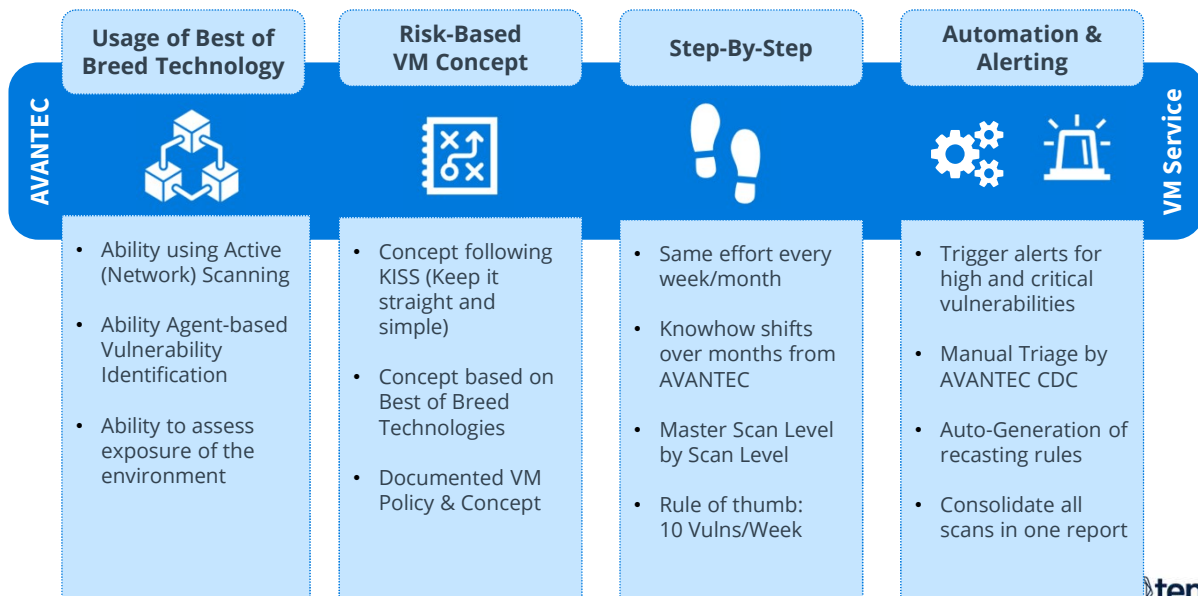 Usage of Best of
Breed Technology
Risk-Based
VM Concept
Step-By-Step
Automation &
Alerting
AVANTEC
VM Service
• Ability using Active
(Network) Scanning
• Ability Agent-based
Vulnerability
Identification
• Ability to assess
exposure of the
environment
• Concept following
KISS (Keep it
straight and
simple)
• Concept based on
Best of Breed
Technologies
• Documented VM
Policy & Concept
• Same effort every
week/month
• Knowhow shifts
over months from
AVANTEC
• Master Scan Level
by Scan Level
• Rule of thumb:
10 Vulns/Week
• Trigger alerts for
high and critical
vulnerabilities
• Manual Triage by
AVANTEC CDC
• Auto-Generation of
recasting rules
• Consolidate all
scans in one report